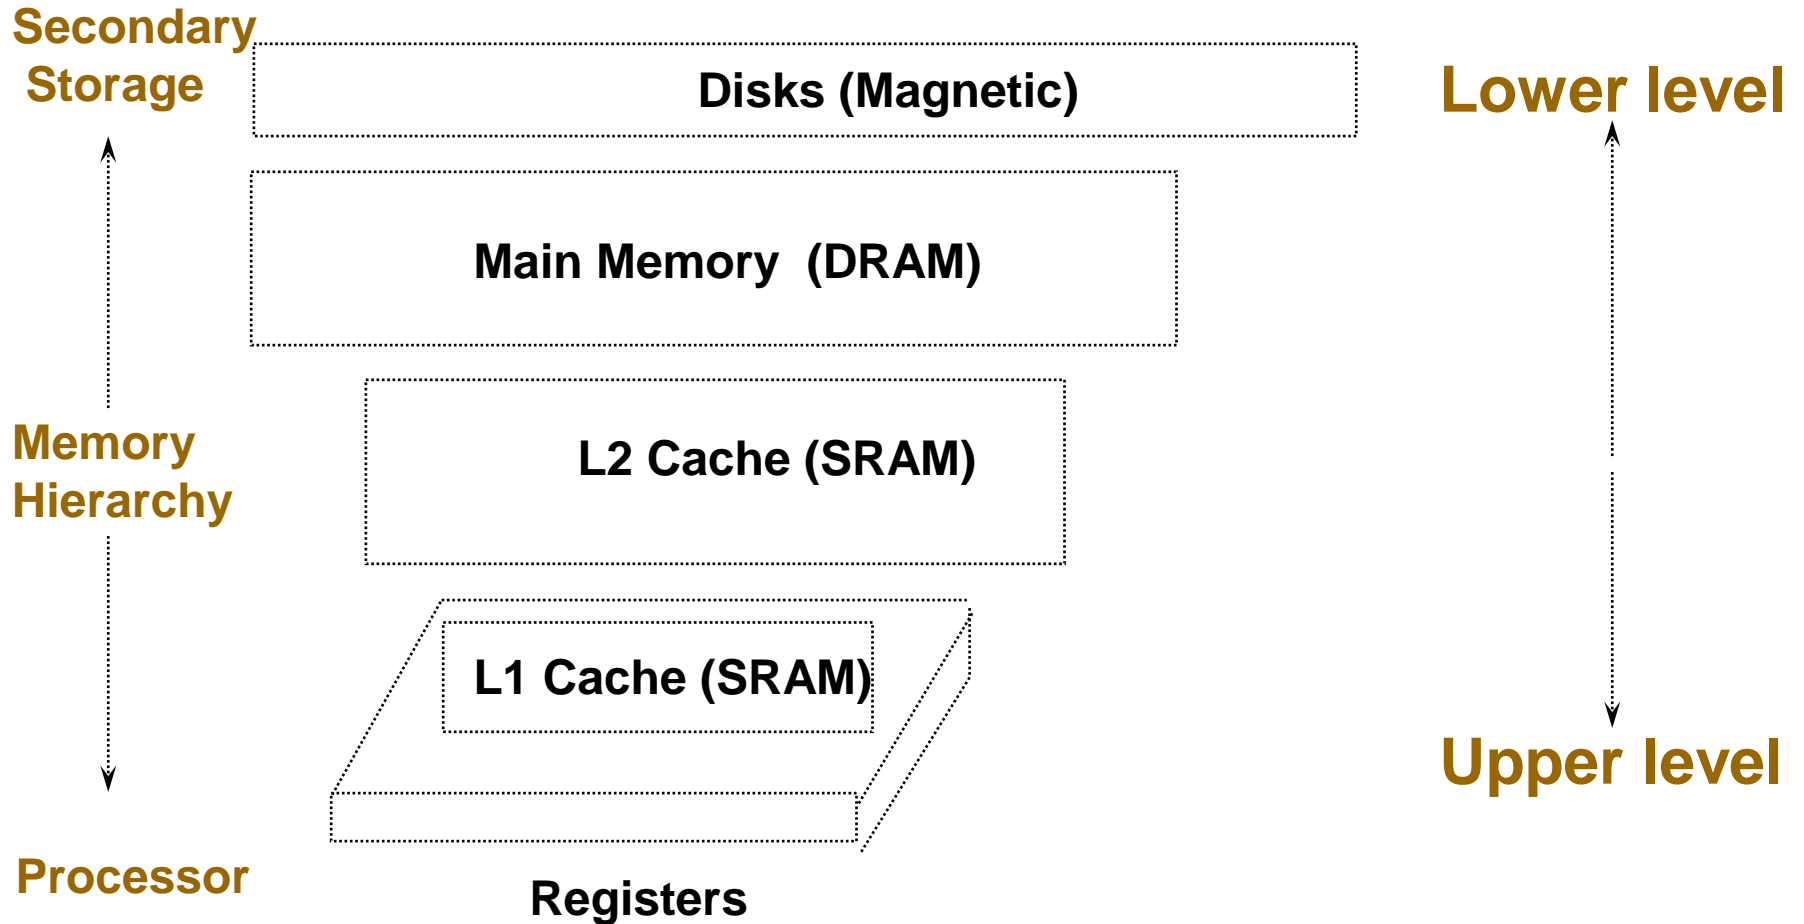 Secondary
Storage
Disks (Magnetic)
Lower level
Main Memory  (DRAM)
Memory
Hierarchy
L2 Cache (SRAM)
L1 Cache (SRAM)
Upper level
Processor
Registers